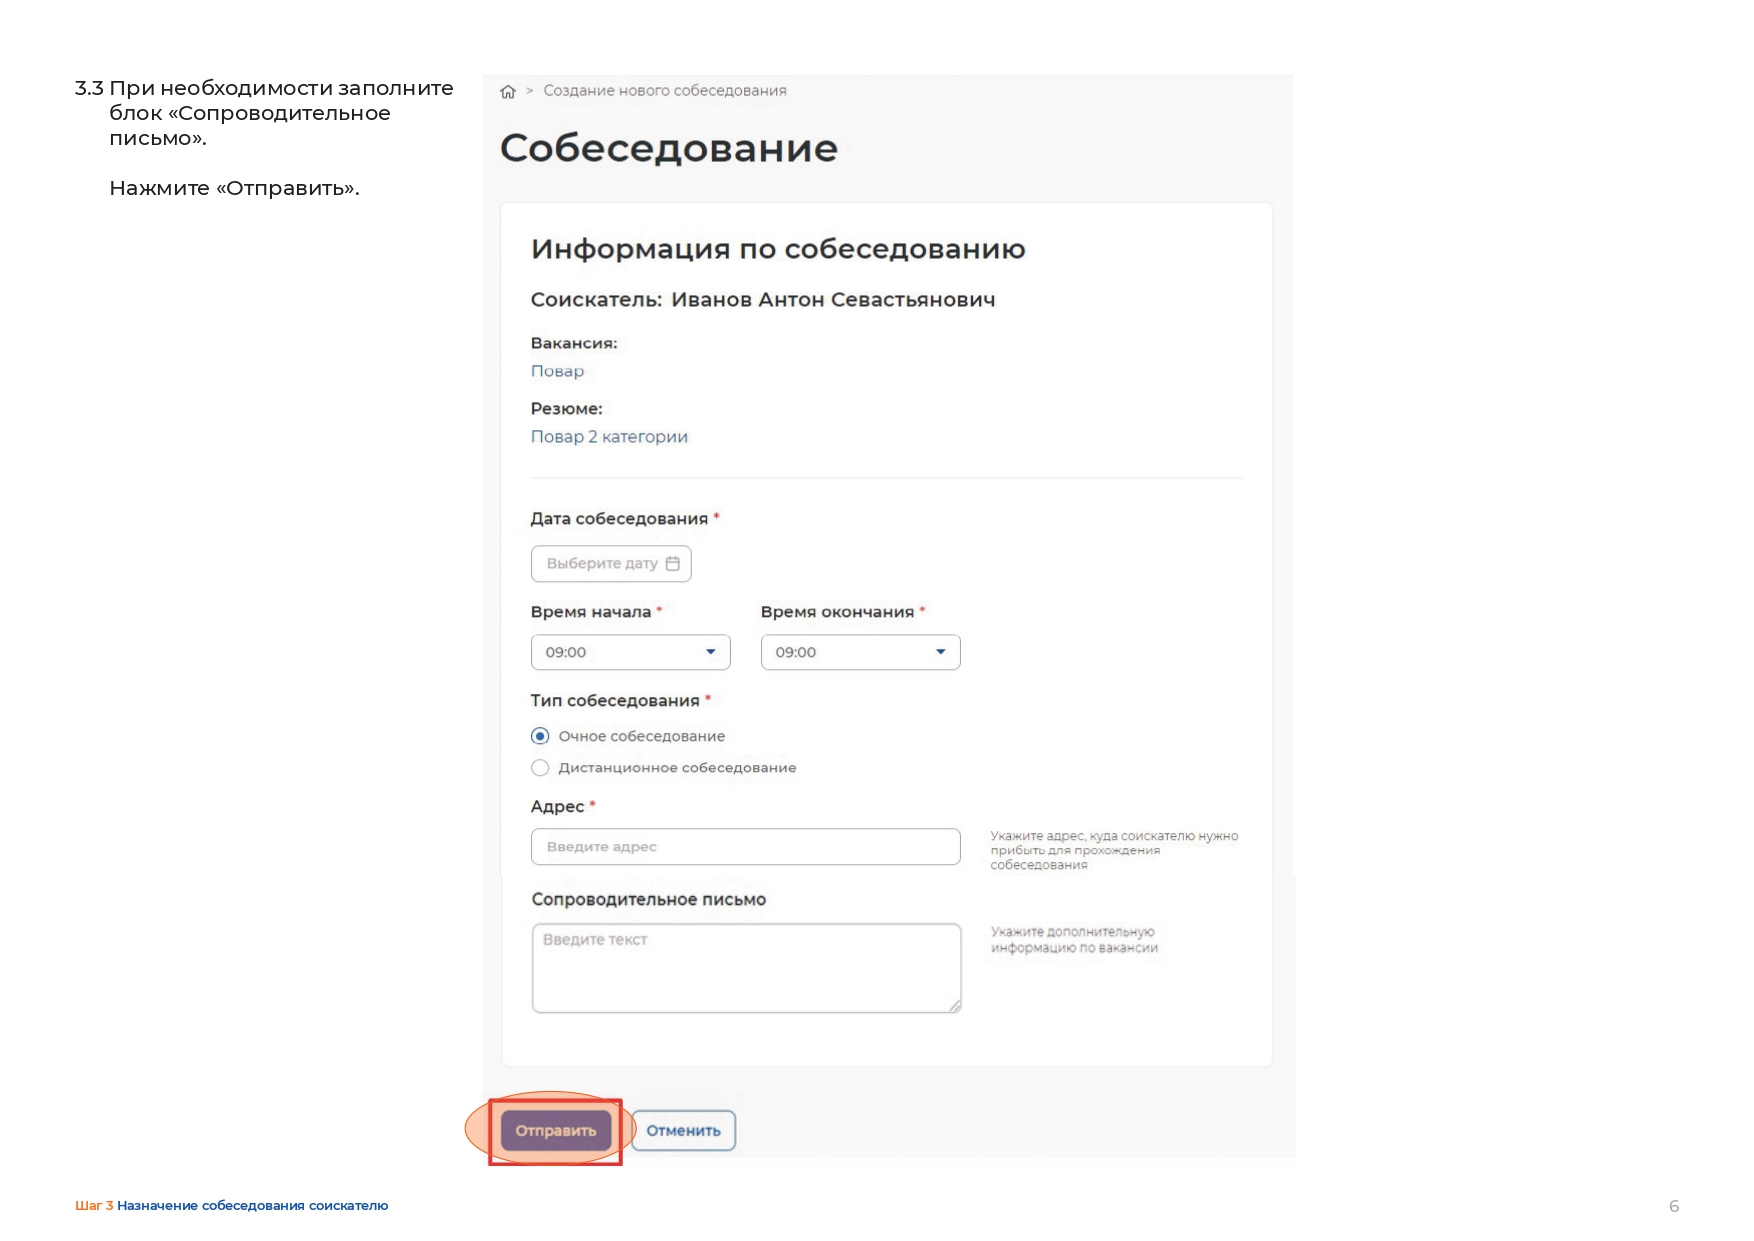 3.3 При необходимости заполните
блок «Сопроводительное
письмо».
Нажмите «Отправить».
> Создание нового собеседования
Собеседование
Информация по собеседованию
Соискатель: Иванов Антон Севастьянович
Вакансия:
Повар
Резюме:
Повар 2 категории
Дата собеседования *
Выберите дату
Время начала * Время окончания *
09:00 09:00
Тип собеседования *
Очное собеседование
Дистанционное собеседование
Адрес *
Введите адрес
Укажите адрес, куда соискателю нужно
прибыть для прохождения
собеседования
Сопроводительное письмо
Введите текст
Укажите дополнительную
информацию по вакансии
Отправить Отменить
Шаг 3 Назначение собеседования соискателю
6